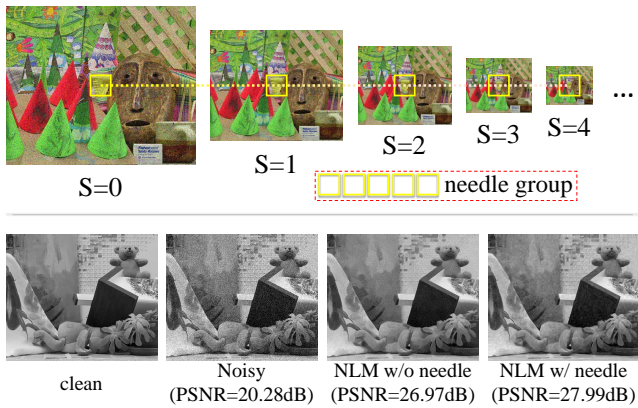 S=0
S=1
S=2
S=3
S=4
...
needle group
clean
Noisy
(PSNR=20.28dB)
NLM w/o needle
(PSNR=26.97dB)
NLM w/ needle
(PSNR=27.99dB)